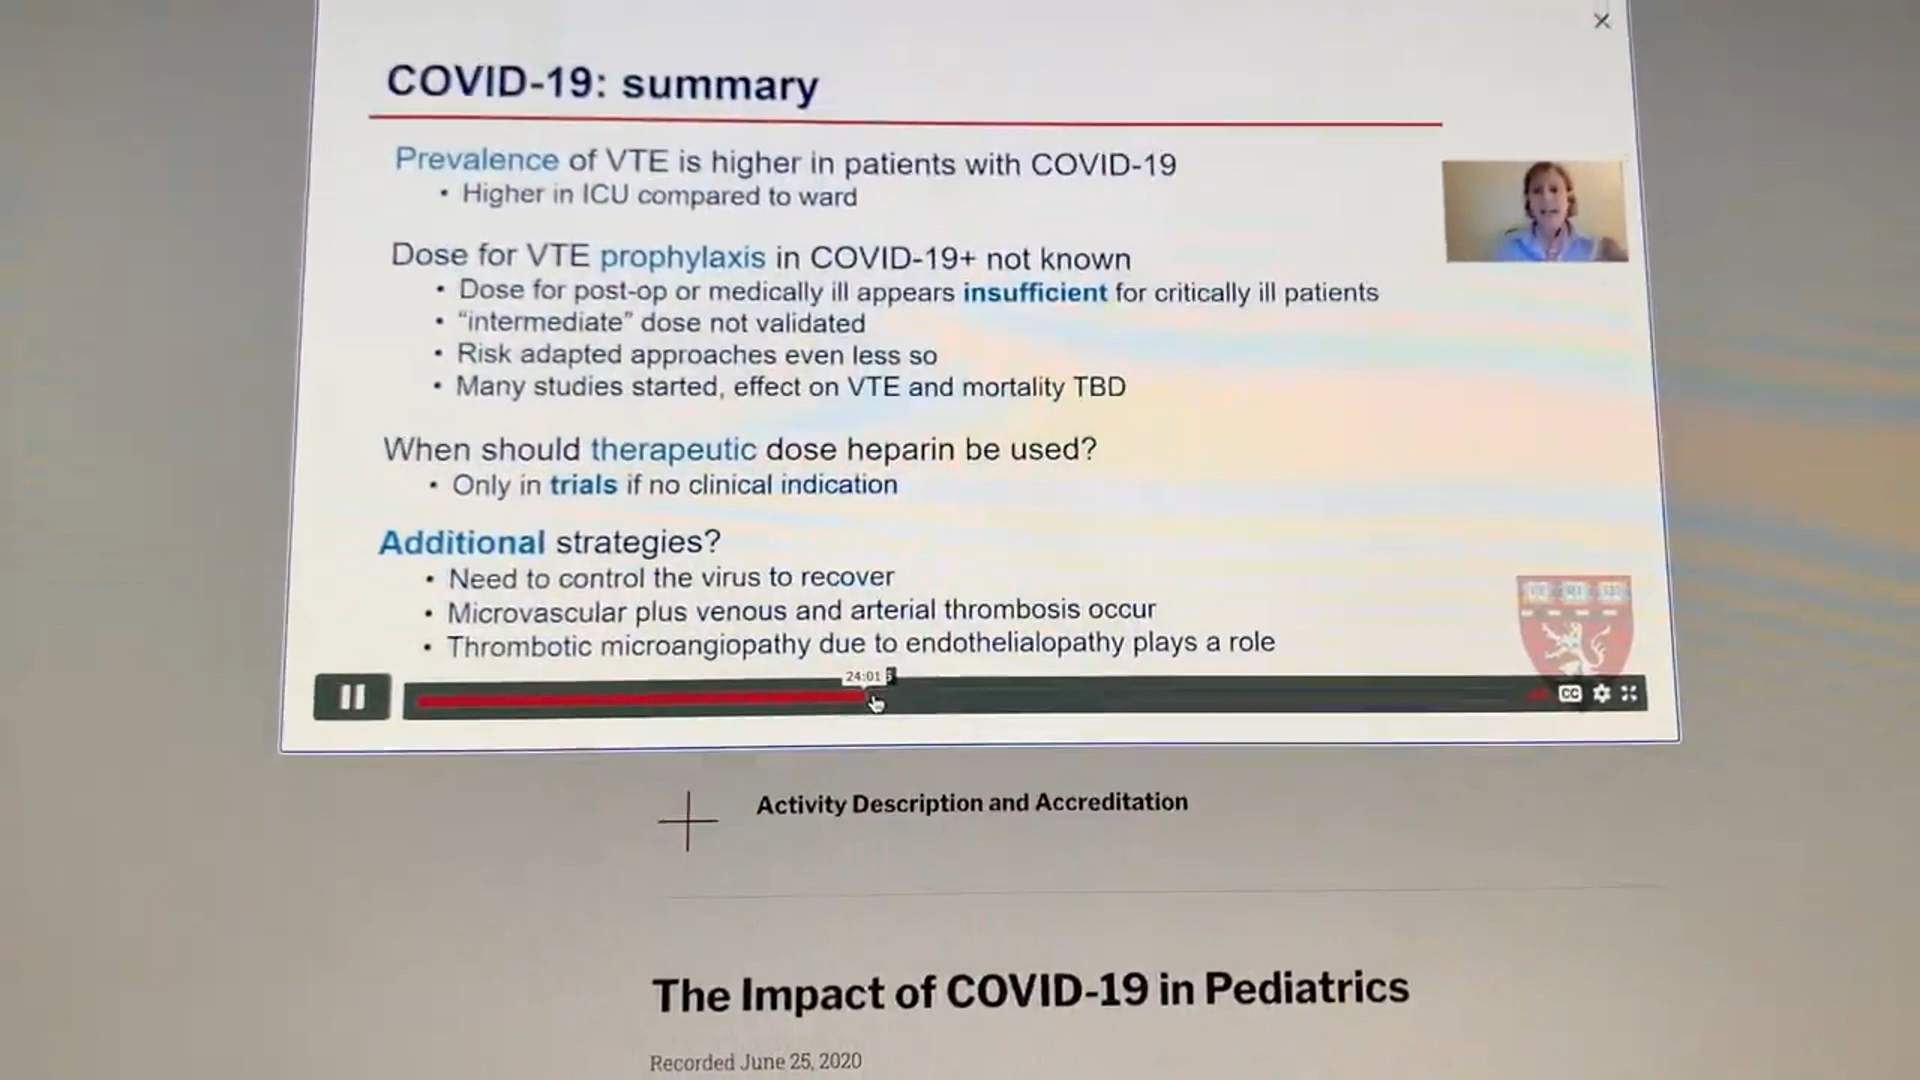 COVID-19: summary
Prevalence of VTE is higher in patients with COVID-19
• Higher in ICU compared to ward
Dose for VTE prophylaxis in COVID-19+ not known
• Dose for post-op or medically ill appears insufficient for critically ill patients
• “intermediate” dose not validated
• Risk adapted approaches even less so
• Many studies started, effect on VTE and mortality TBD
When should therapeutic dose heparin be used?
• Only in trials if no clinical indication
Additional strategies?
• Need to control the virus to recover
• Microvascular plus venous and arterial thrombosis occur
• Thrombotic microangiopathy due to endothelialopathy plays a role
24:01
CC
Activity Description and Accreditation
The Impact of COVID-19 in Pediatrics
Recorded June 25, 2020